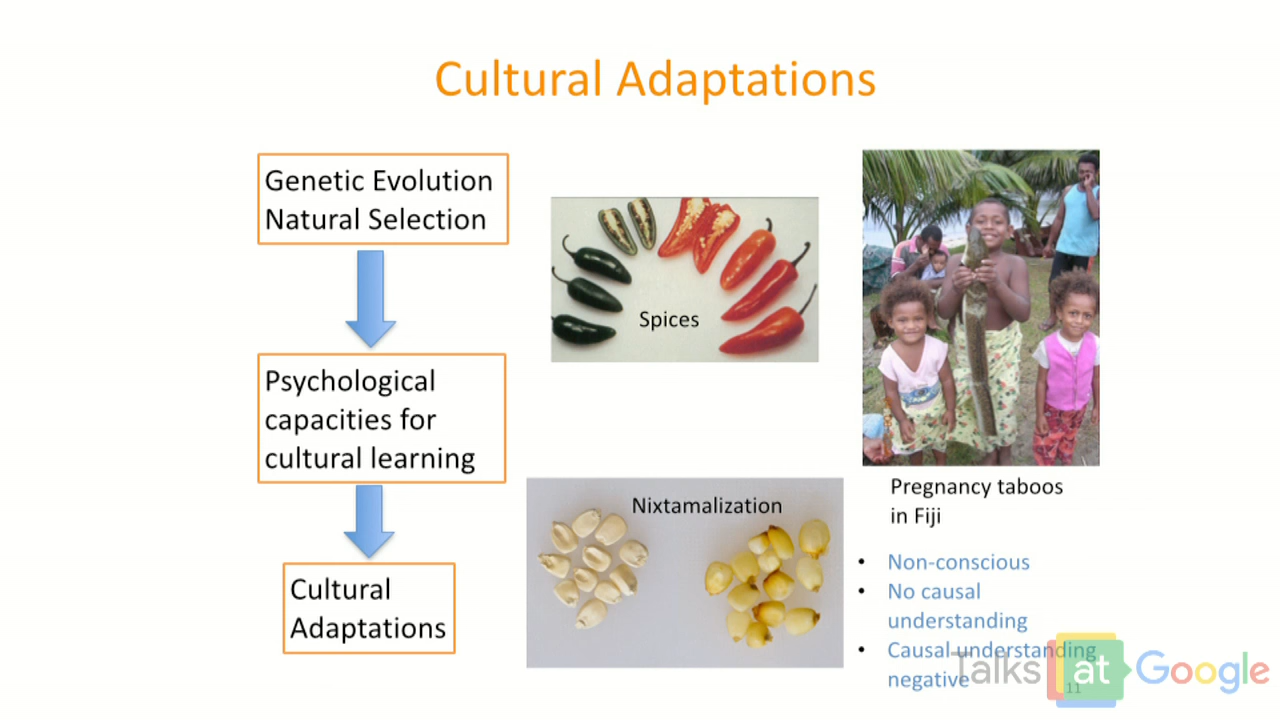 Cultural Adaptations
Genetic Evolution
Natural Selection
Psychological
capacities for
cultural learning
Cultural
Adaptations
Spices
Nixtamalization
Pregnancy taboos
in Fiji
• Non-conscious
• No causal
understanding
• Causal understanding
negative
11
Talks at Google